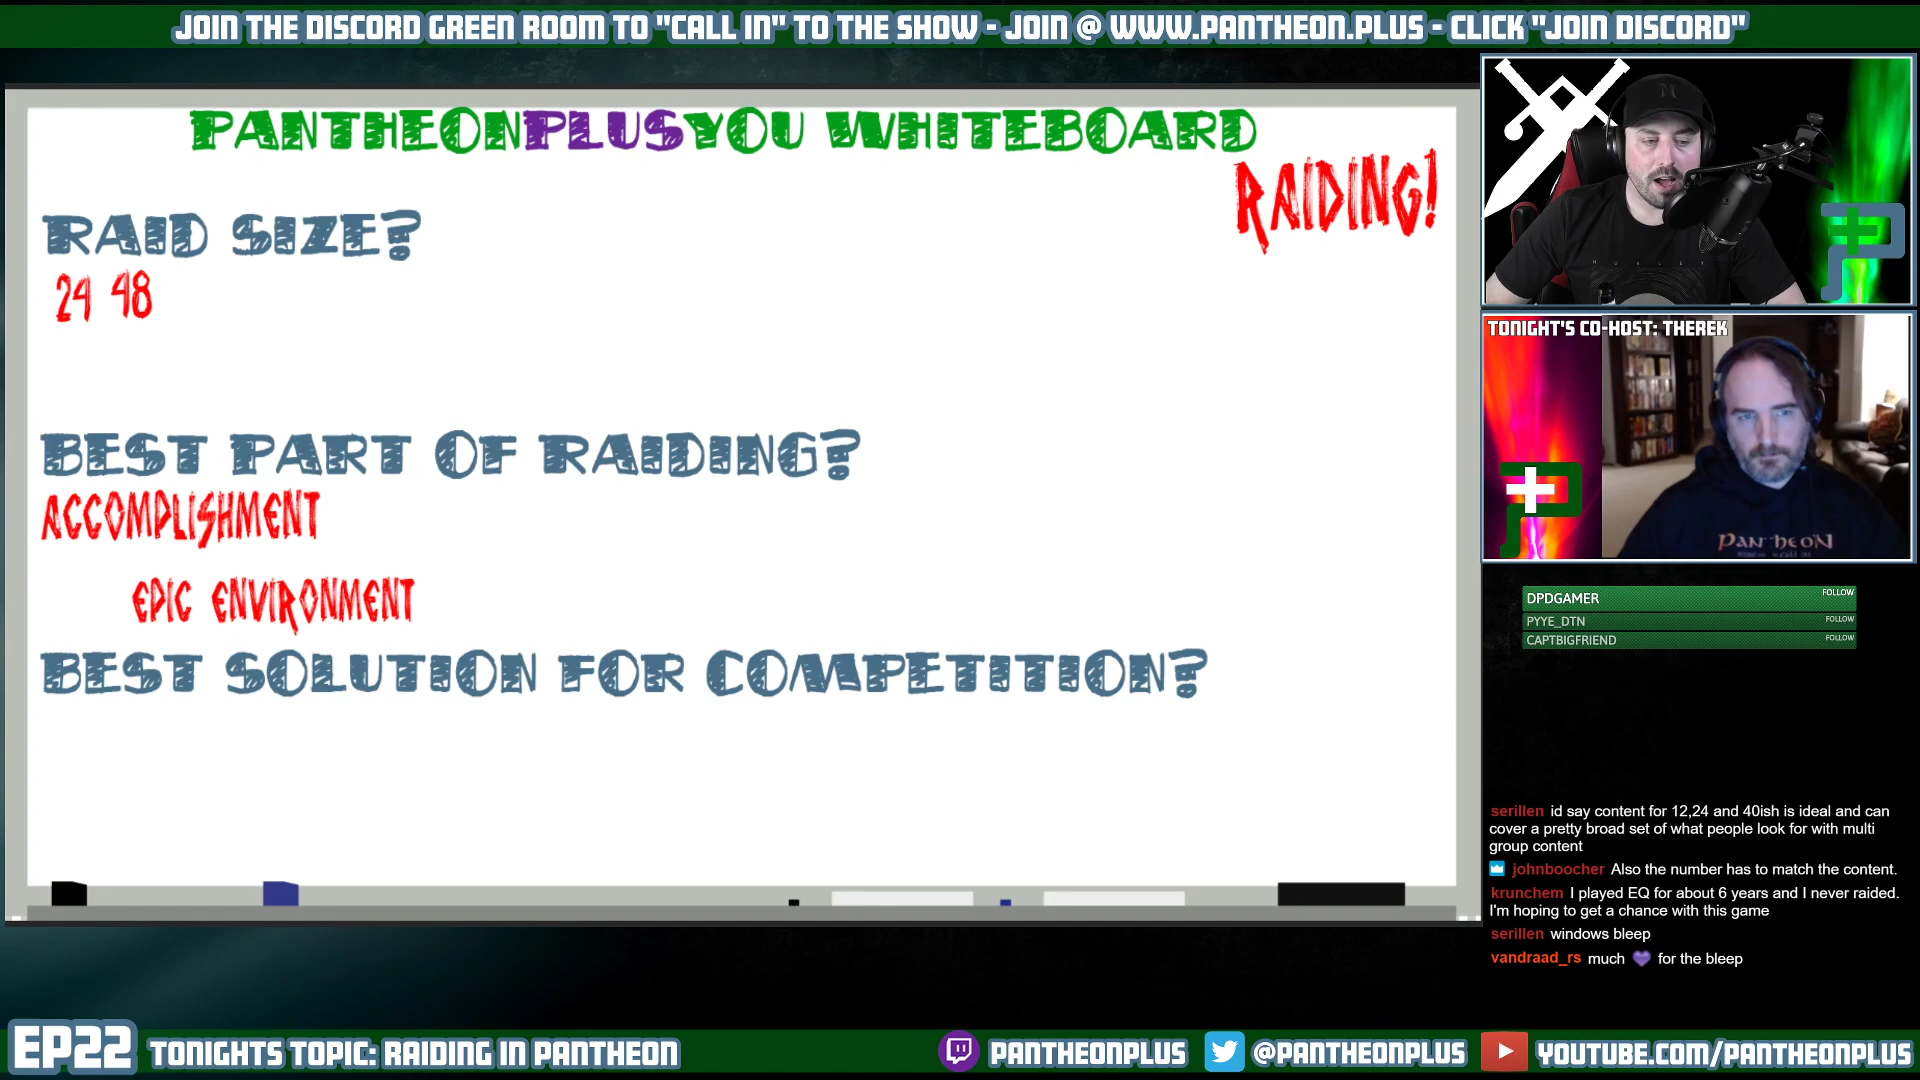 JOIN THE DISCORD GREEN ROOM TO "CALL IN" TO THE SHOW - JOIN @ WWW.PANTHEON.PLUS - CLICK "JOIN DISCORD"
PANTHEONPLUSYOU WHITEBOARD
RAIDING!
RAID SIZE?
24 48
BEST PART OF RAIDING?
ACCOMPLISHMENT
EPIC ENVIRONMENT
BEST SOLUTION FOR COMPETITION?
HURLEY
TONIGHT'S CO-HOST: THEREK
PANTHEON
DPDGAMER FOLLOW
PYYE_DTN FOLLOW
CAPTBIGFRIEND FOLLOW
serillen id say content for 12,24 and 40ish is ideal and can
cover a pretty broad set of what people look for with multi
group content
johnboocher Also the number has to match the content.
krunchem I played EQ for about 6 years and I never raided.
I'm hoping to get a chance with this game
serillen windows bleep
vandraad_rs much 💜 for the bleep
EP22 TONIGHTS TOPIC: RAIDING IN PANTHEON
PANTHEONPLUS
@PANTHEONPLUS
YOUTUBE.COM/PANTHEONPLUS